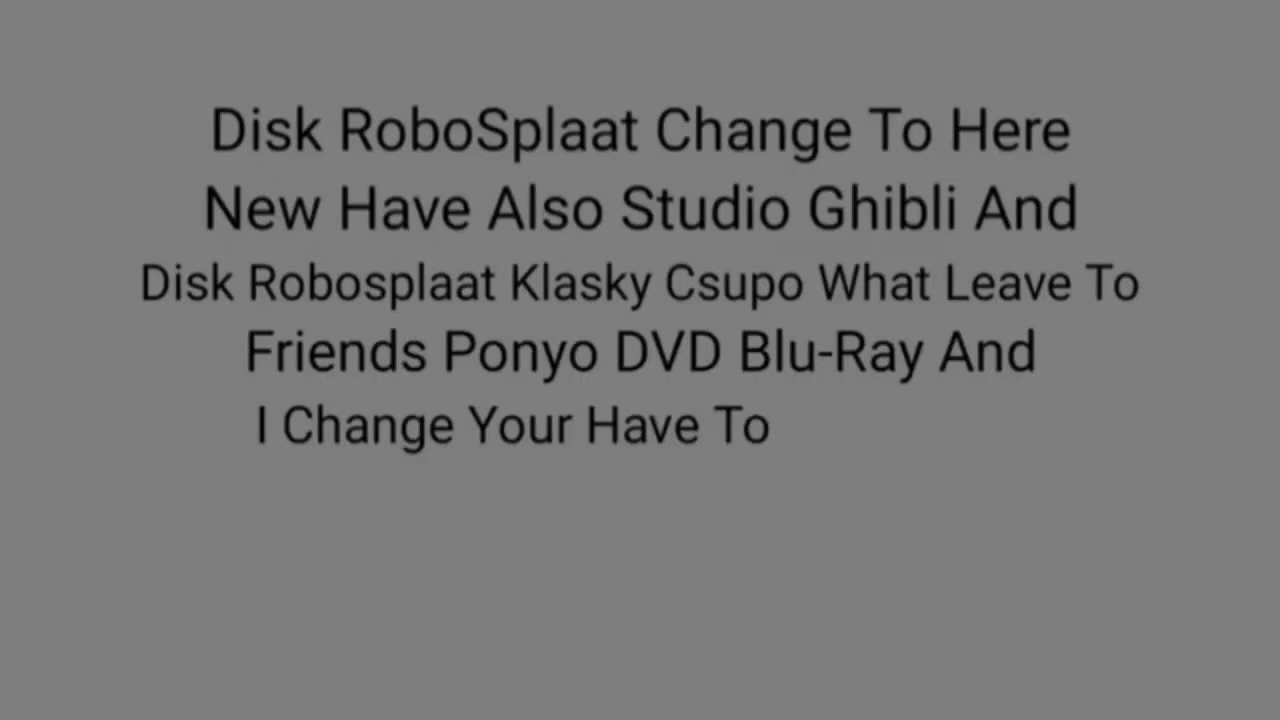 Disk RoboSplaat Change To Here
New Have Also Studio Ghibli And
Disk Robosplaat Klasky Csupo What Leave To
Friends Ponyo DVD Blu-Ray And
I Change Your Have To